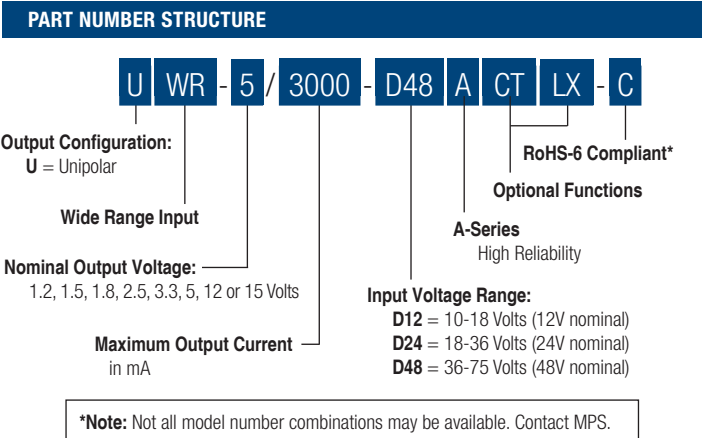 PART NUMBER STRUCTURE
U WR - 5 / 3000 - D48 A CT LX - C
Output Configuration:
U = Unipolar
RoHS-6 Compliant*
Optional Functions
Wide Range Input
A-Series
High Reliability
Nominal Output Voltage:
1.2, 1.5, 1.8, 2.5, 3.3, 5, 12 or 15 Volts
Input Voltage Range:
D12 = 10-18 Volts (12V nominal)
D24 = 18-36 Volts (24V nominal)
D48 = 36-75 Volts (48V nominal)
Maximum Output Current
in mA
*Note: Not all model number combinations may be available. Contact MPS.